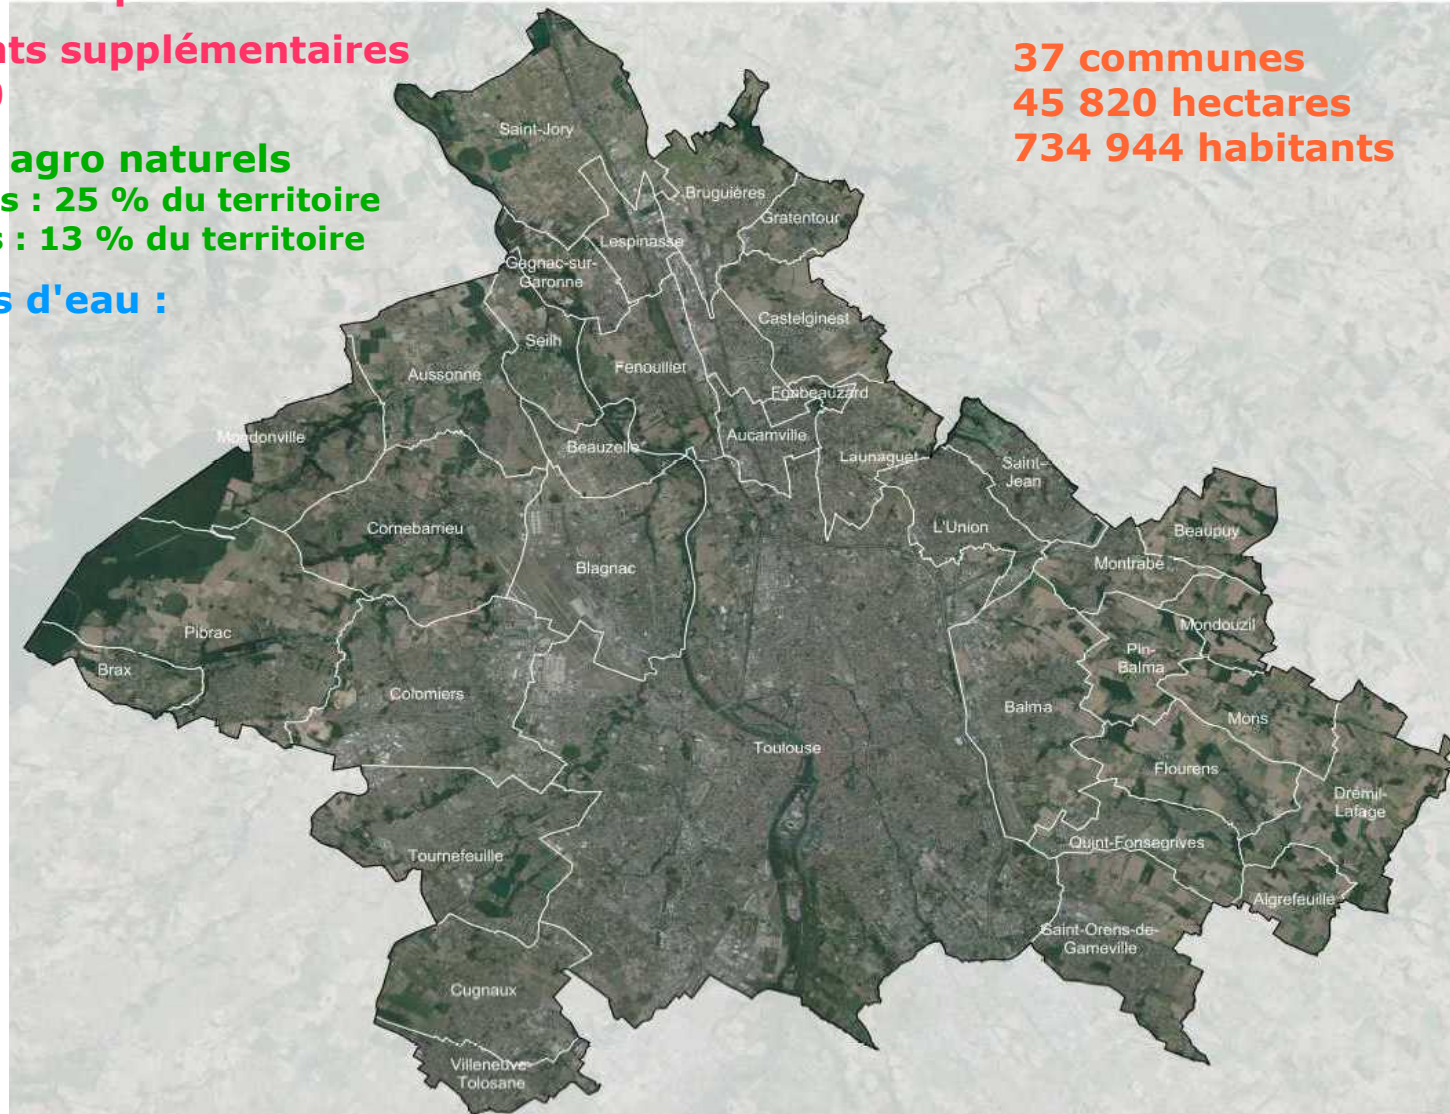 nts supplémentaires
agro naturels
s : 25 % du territoire
s : 13 % du territoire
s d'eau :
37 communes
45 820 hectares
734 944 habitants
Saint-Jory
Bruguières
Gratentour
Lespinasse
Gagnac-sur-
Garonne
Castelginest
Seilh
Fenouillet
Aussonne
Fonbeauzard
Mondonville
Beauzelle
Aucamville
Launaguet
Saint-
Jean
Cornebarrieu
L'Union
Beaupuy
Blagnac
Montrabé
Pibrac
Mondouzil
Brax
Pin-
Balma
Colomiers
Balma
Mons
Toulouse
Flourens
Drémil-
Lafage
Tournefeuille
Quint-Fonsegrives
Aigrefeuille
Saint-Orens-de-
Gameville
Cugnaux
Villeneuve-
Tolosane